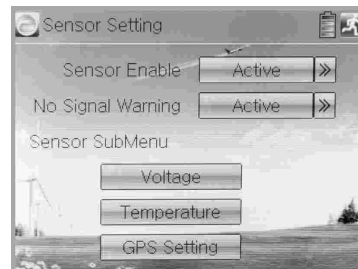 Sensor Setting
Sensor Enable Active »
No Signal Warning Active »
Sensor SubMenu
Voltage
Temperature
GPS Setting